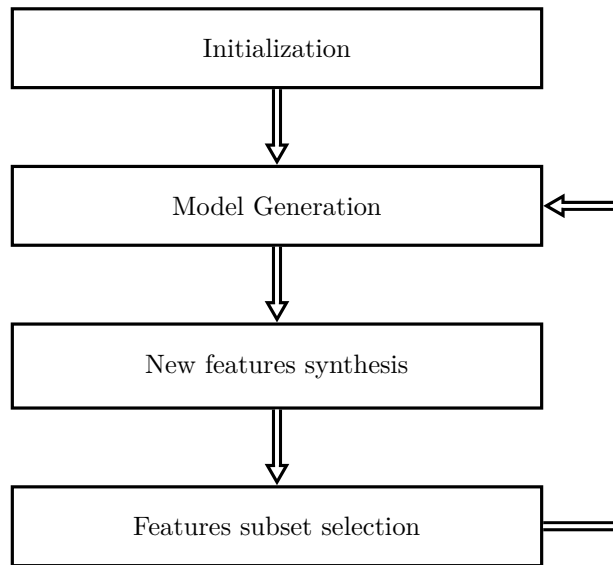 Initialization
Model Generation
New features synthesis
Features subset selection